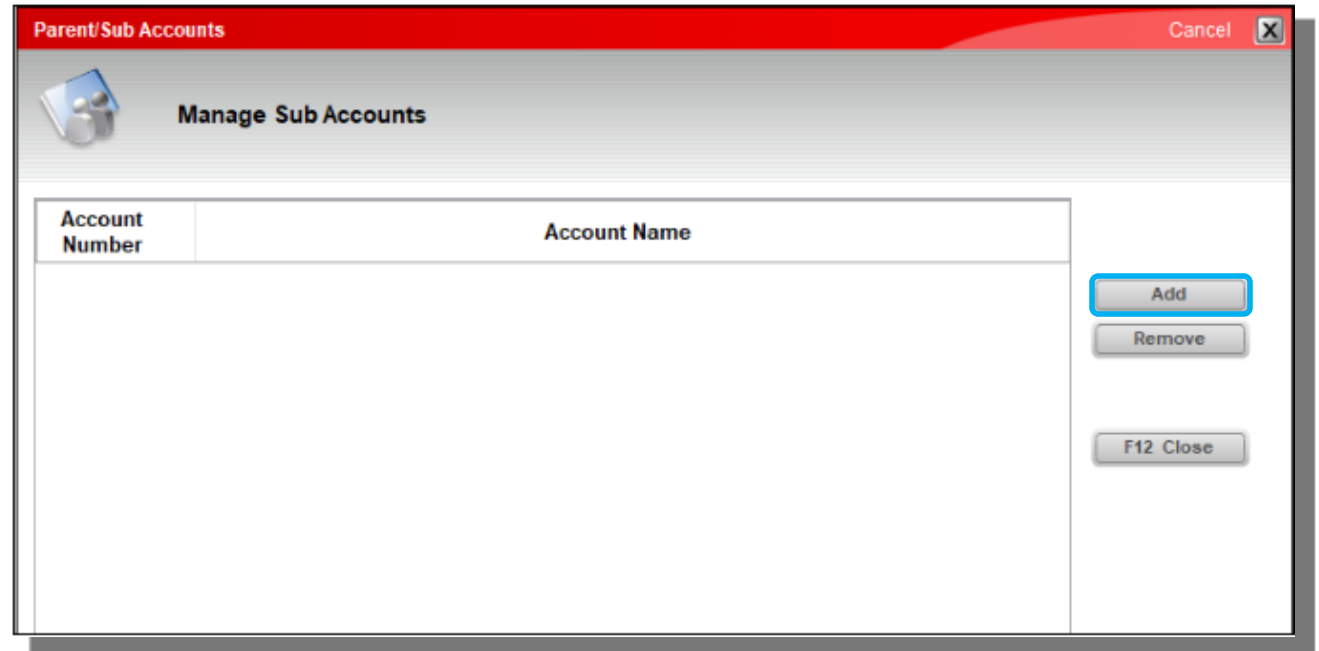 Parent/Sub Accounts
Cancel X
Manage Sub Accounts
Account
Number
Account Name
Add
Remove
F12 Close